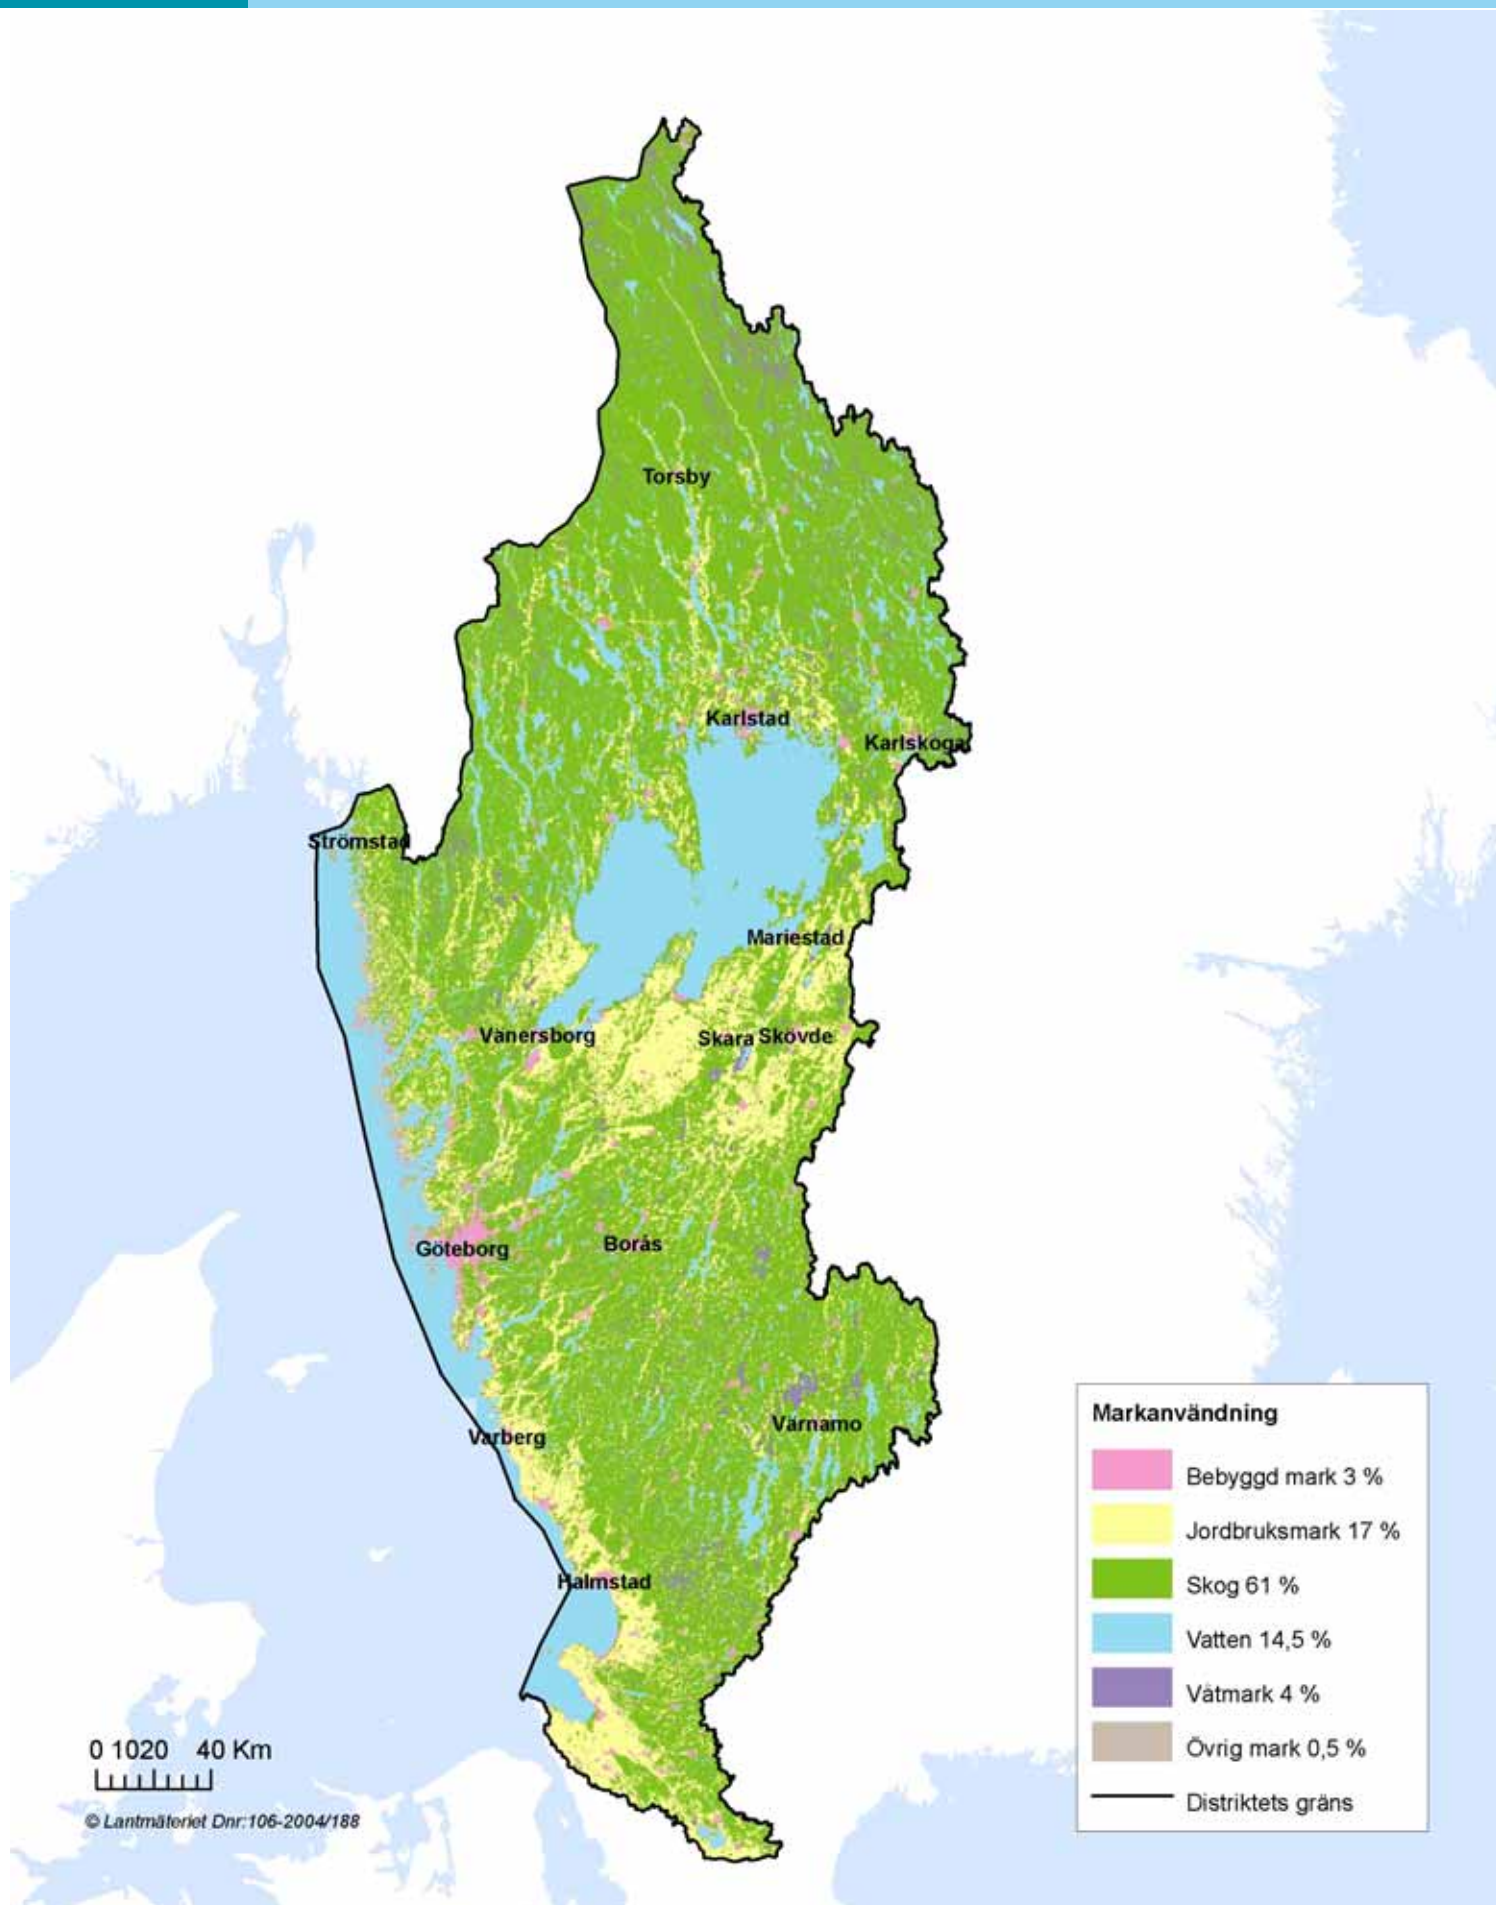 Torsby
Karlstad
Karlskoga
Strömstad
Mariestad
Vänersborg
Skara Skövde
Göteborg
Borås
Värnamo
Varberg
Halmstad
Markanvändning
Bebyggd mark 3 %
Jordbruksmark 17 %
Skog 61 %
Vatten 14,5 %
Våtmark 4 %
Övrig mark 0,5 %
Distriktets gräns
0 1020 40 Km
© Lantmäteriet Dnr:106-2004/188